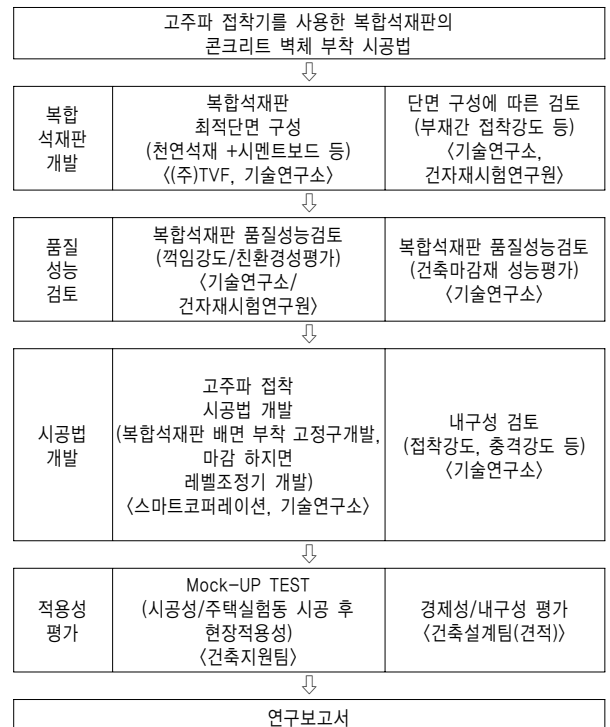 고주파 접착기를 사용한 복합석재판의
콘크리트 벽체 부착 시공법
⇩
복합
석재판
개발
복합석재판
최적단면 구성
(천연석재 +시멘트보드 등)
〈(주)TVF, 기술연구소〉
단면 구성에 따른 검토
(부재간 접착강도 등)
〈기술연구소,
건자재시험연구원〉
⇩
품질
성능
검토
복합석재판 품질성능검토
(꺽임강도/친환경성평가)
〈기술연구소/
건자재시험연구원〉
복합석재판 품질성능검토
(건축마감재 성능평가)
〈기술연구소〉
⇩
시공법
개발
고주파 접착
시공법 개발
(복합석재판 배면 부착 고정구개발,
마감 하지면
레벨조정기 개발)
〈스마트코퍼레이션, 기술연구소〉
내구성 검토
(접착강도, 충격강도 등)
〈기술연구소〉
⇩
적용성
평가
Mock-UP TEST
(시공성/주택실험동 시공 후
현장적용성)
〈건축지원팀〉
경제성/내구성 평가
〈건축설계팀(견적)〉
⇩
연구보고서